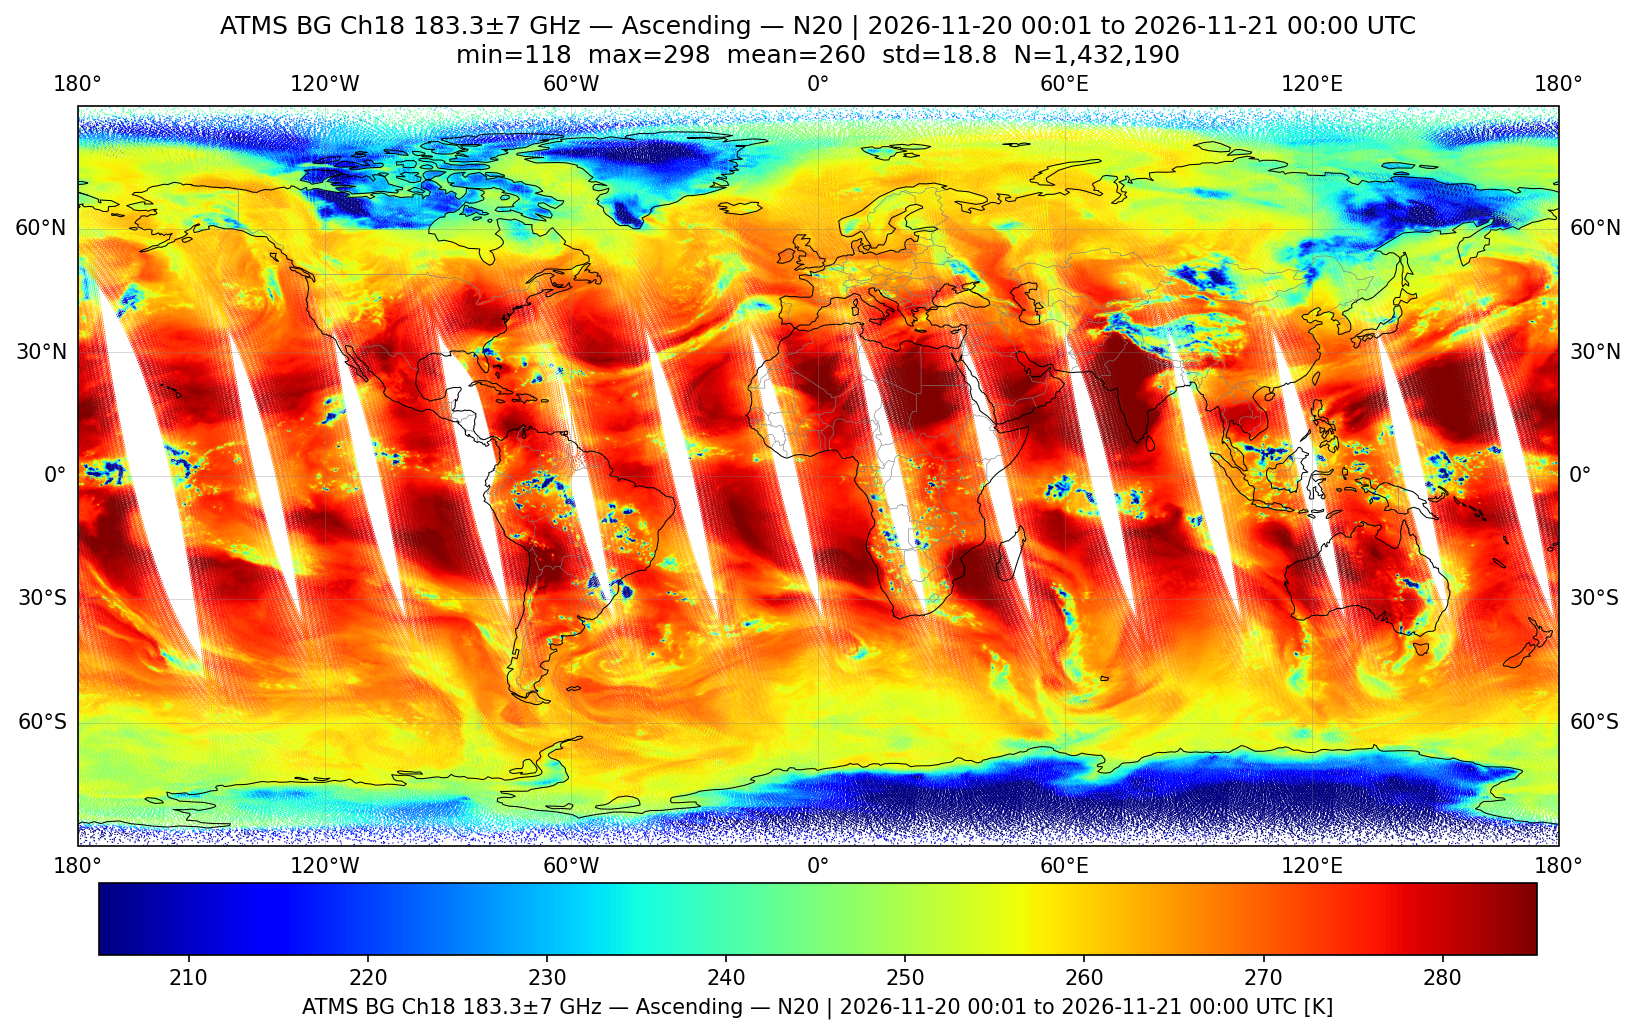 ATMS BG Ch18 183.3±7 GHz — Ascending — N20 | 2026-11-20 00:01 to 2026-11-21 00:00 UTC
min=118 max=298 mean=260 std=18.8 N=1,432,190
180° 120°W 60°W 0° 60°E 120°E 180°
60°N 60°N
30°N 30°N
0° 0°
30°S 30°S
60°S 60°S
180° 120°W 60°W 0° 60°E 120°E 180°
210 220 230 240 250 260 270 280
ATMS BG Ch18 183.3±7 GHz — Ascending — N20 | 2026-11-20 00:01 to 2026-11-21 00:00 UTC [K]